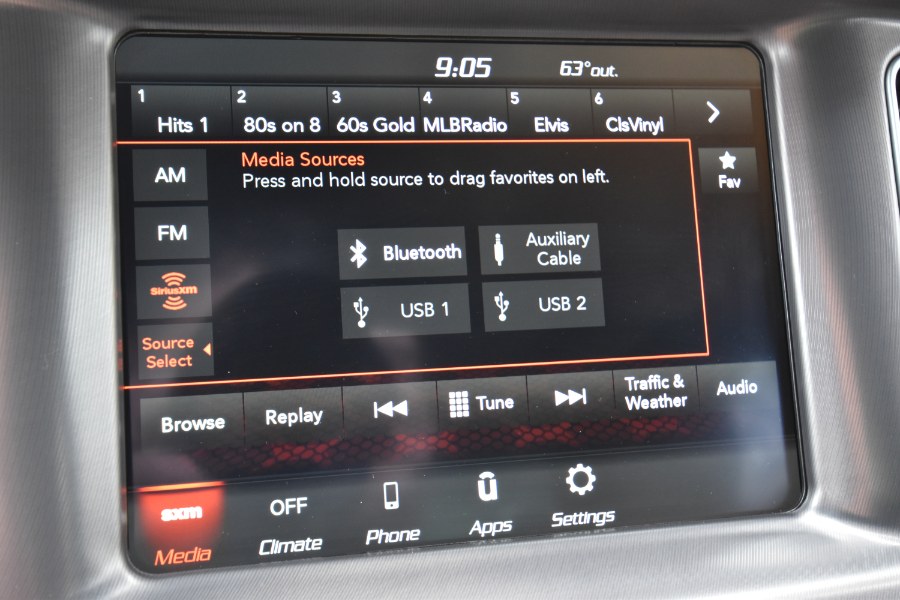 9:05 63°out.
1 2 3 4 5 6
Hits 1 80s on 8 60s Gold MLBRadio Elvis ClsVinyl
AM
Media Sources
Press and hold source to drag favorites on left.
Fav
FM
Bluetooth
Auxiliary
Cable
SiriusXM
USB 1 USB 2
Source
Select
Browse Replay Tune
Traffic &
Weather
Audio
sxm OFF
Media Climate Phone Apps Settings